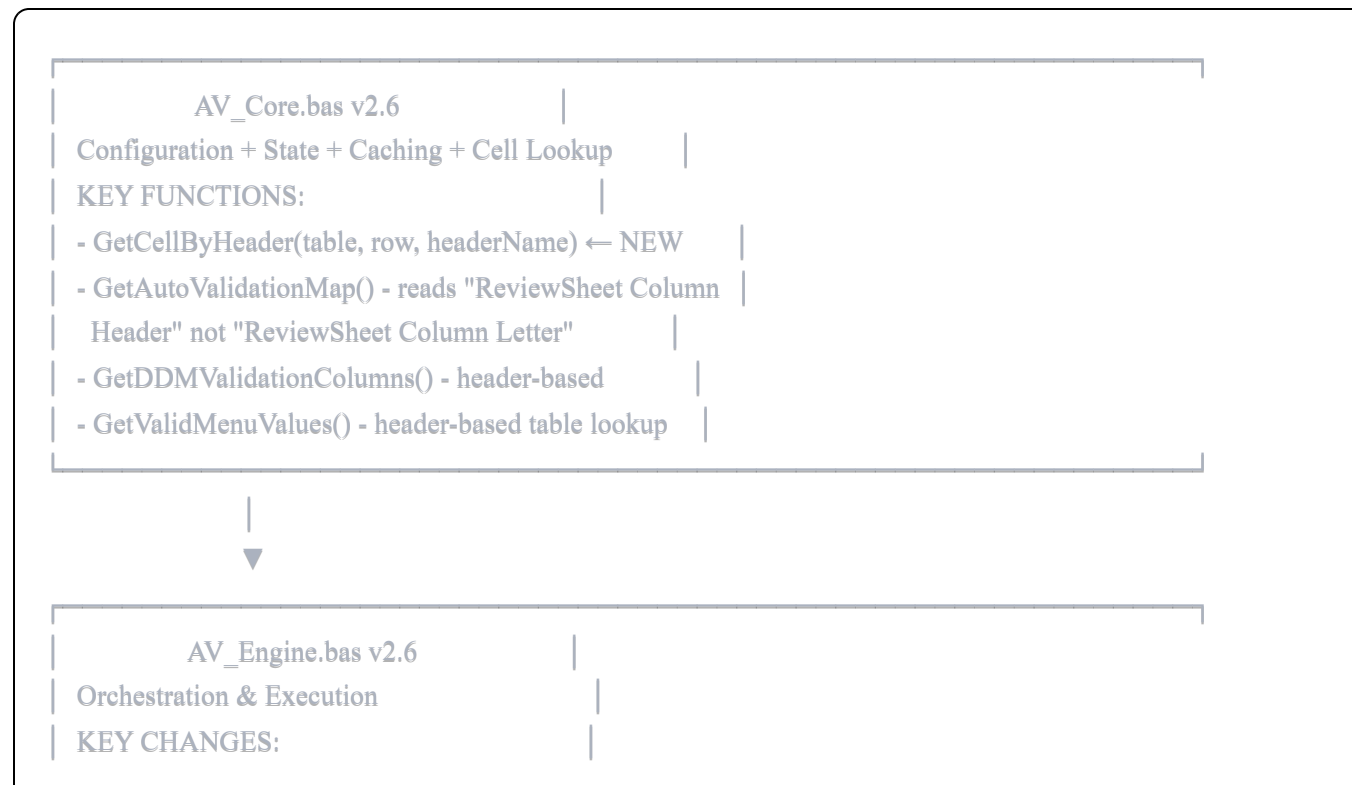 AV_Core.bas v2.6
Configuration + State + Caching + Cell Lookup
KEY FUNCTIONS:
- GetCellByHeader(table, row, headerName) ← NEW
- GetAutoValidationMap() - reads "ReviewSheet Column
Header" not "ReviewSheet Column Letter"
- GetDDMValidationColumns() - header-based
- GetValidMenuValues() - header-based table lookup
▼
AV_Engine.bas v2.6
Orchestration & Execution
KEY CHANGES: